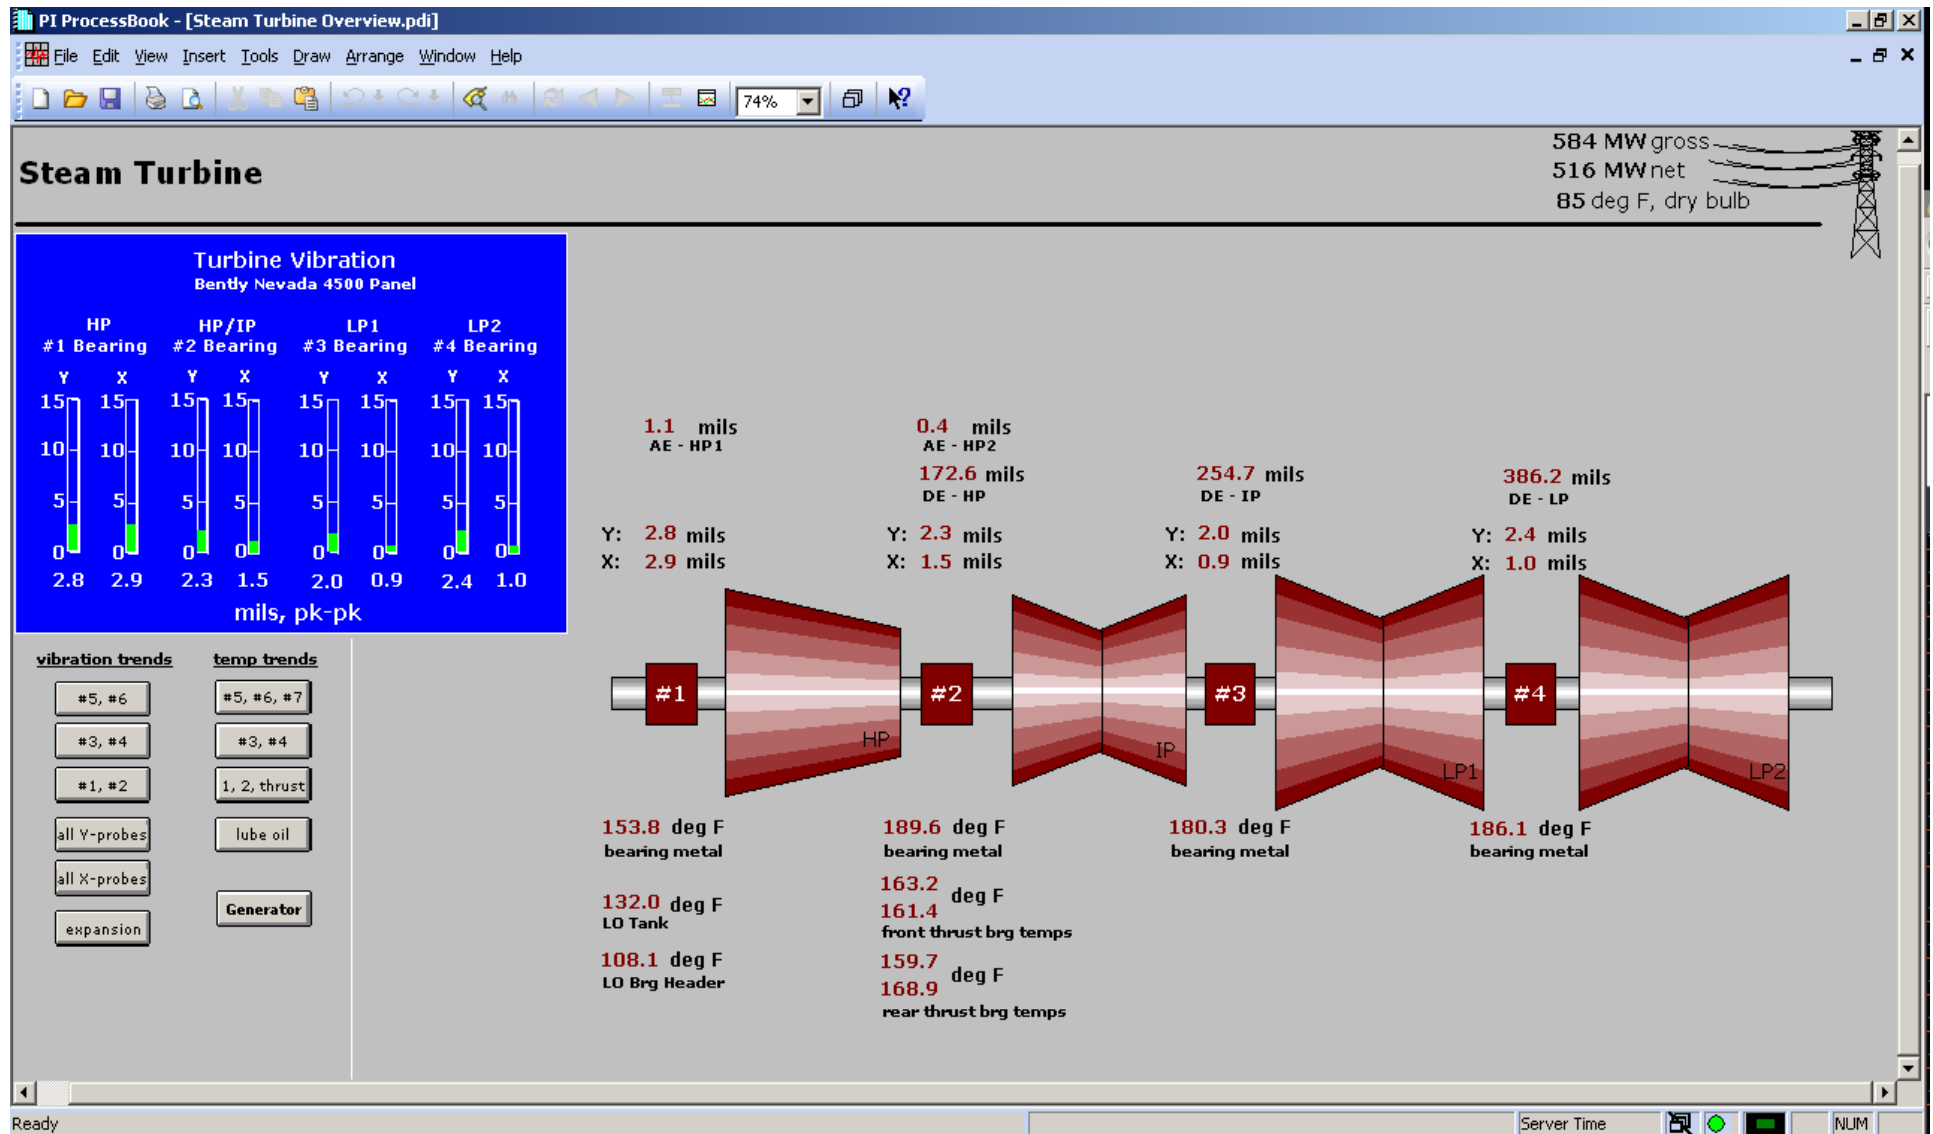 PI ProcessBook - [Steam Turbine Overview.pdi]
File Edit View Insert Tools Draw Arrange Window Help
74%
584 MW gross
516 MW net
85 deg F, dry bulb
Steam Turbine
Turbine Vibration
Bently Nevada 4500 Panel
HP HP/IP LP1 LP2
#1 Bearing #2 Bearing #3 Bearing #4 Bearing
Y X Y X Y X Y X
15 15 15 15 15 15 15 15
10 10 10 10 10 10 10 10
5 5 5 5 5 5 5 5
0 0 0 0 0 0 0 0
2.8 2.9 2.3 1.5 2.0 0.9 2.4 1.0
mils, pk-pk
vibration trends temp trends
#5, #6 #5, #6, #7
#3, #4 #3, #4
#1, #2 1, 2, thrust
all Y-probes lube oil
all X-probes
Generator
expansion
1.1 mils 0.4 mils
AE - HP1 AE - HP2
172.6 mils 254.7 mils 386.2 mils
DE - HP DE - IP DE - LP
Y: 2.8 mils Y: 2.3 mils Y: 2.0 mils Y: 2.4 mils
X: 2.9 mils X: 1.5 mils X: 0.9 mils X: 1.0 mils
#1 #2 #3 #4
HP IP LP1 LP2
153.8 deg F 189.6 deg F 180.3 deg F 186.1 deg F
bearing metal bearing metal bearing metal bearing metal
132.0 deg F
LO Tank
163.2
161.4 deg F
front thrust brg temps
108.1 deg F
LO Brg Header
159.7
168.9 deg F
rear thrust brg temps
Ready Server Time NUM